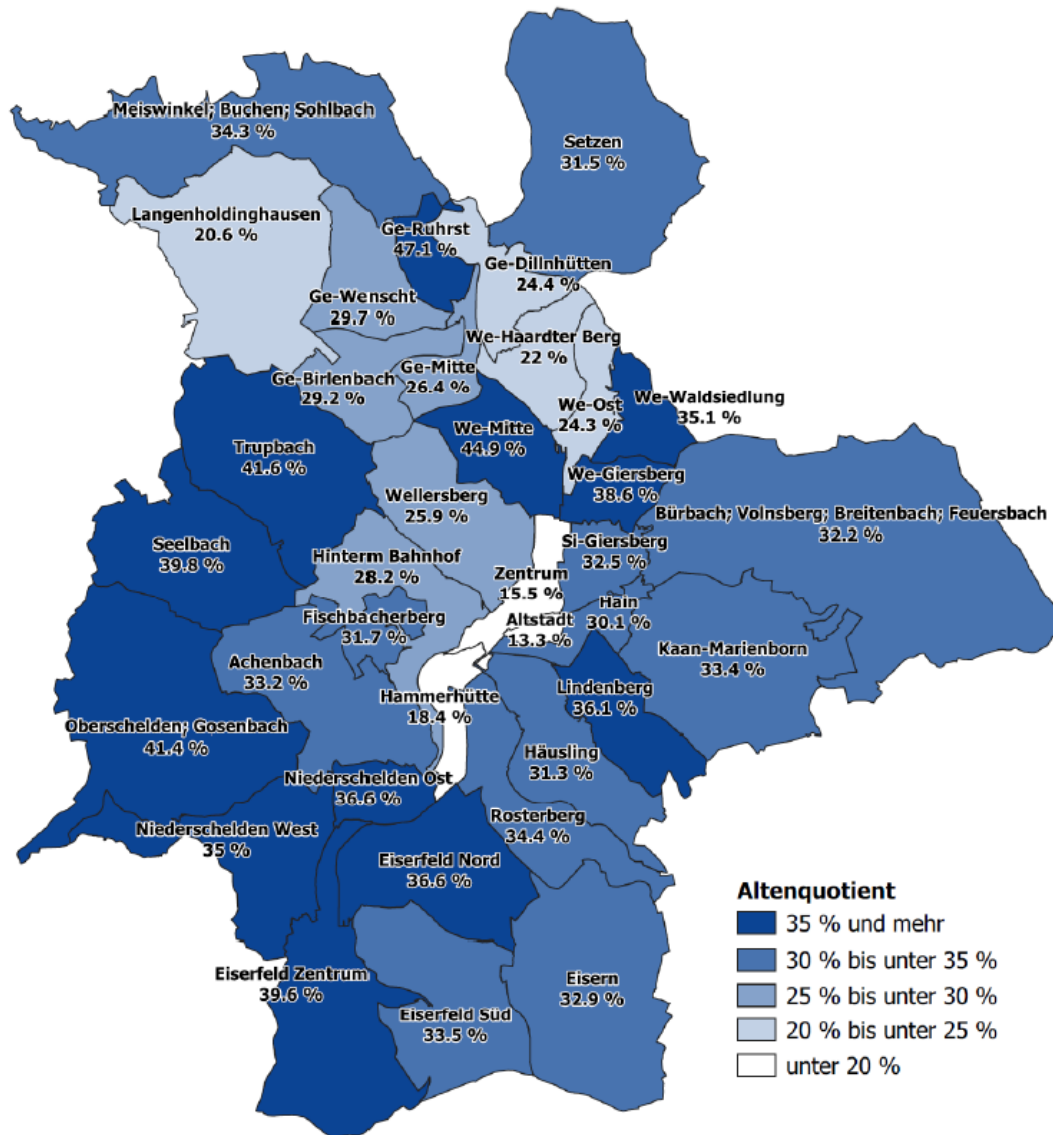 Meiswinkel; Buchen; Sohlbach
34.3 %
Setzen
31.5 %
Langenholdinghausen
20.6 %
Ge-Ruhrst
47.1 %
Ge-Dillnhütten
24.4 %
Ge-Wenscht
29.7 %
We-Haardter Berg
22 %
Ge-Mitte
26.4 %
Ge-Birlenbach
29.2 %
We-Waldsiedlung
35.1 %
We-Ost
24.3 %
We-Mitte
44.9 %
Trupbach
41.6 %
We-Giersberg
38.6 %
Wellersberg
25.9 %
Bürbach; Volnsberg; Breitenbach; Feuersbach
32.2 %
Seelbach
39.8 %
Si-Giersberg
32.5 %
Hinterm Bahnhof
28.2 %
Zentrum
15.5 %
Hain
30.1 %
Fischbacherberg
31.7 %
Altstadt
13.3 %
Kaan-Marienborn
33.4 %
Achenbach
33.2 %
Lindenberg
36.1 %
Hammerhütte
18.4 %
Oberschelden; Gosenbach
41.4 %
Häusling
31.3 %
Niederschelden Ost
36.6 %
Rosterberg
34.4 %
Niederschelden West
35 %
Eiserfeld Nord
36.6 %
Eiserfeld Zentrum
39.6 %
Eisern
32.9 %
Eiserfeld Süd
33.5 %
Altenquotient
35 % und mehr
30 % bis unter 35 %
25 % bis unter 30 %
20 % bis unter 25 %
unter 20 %